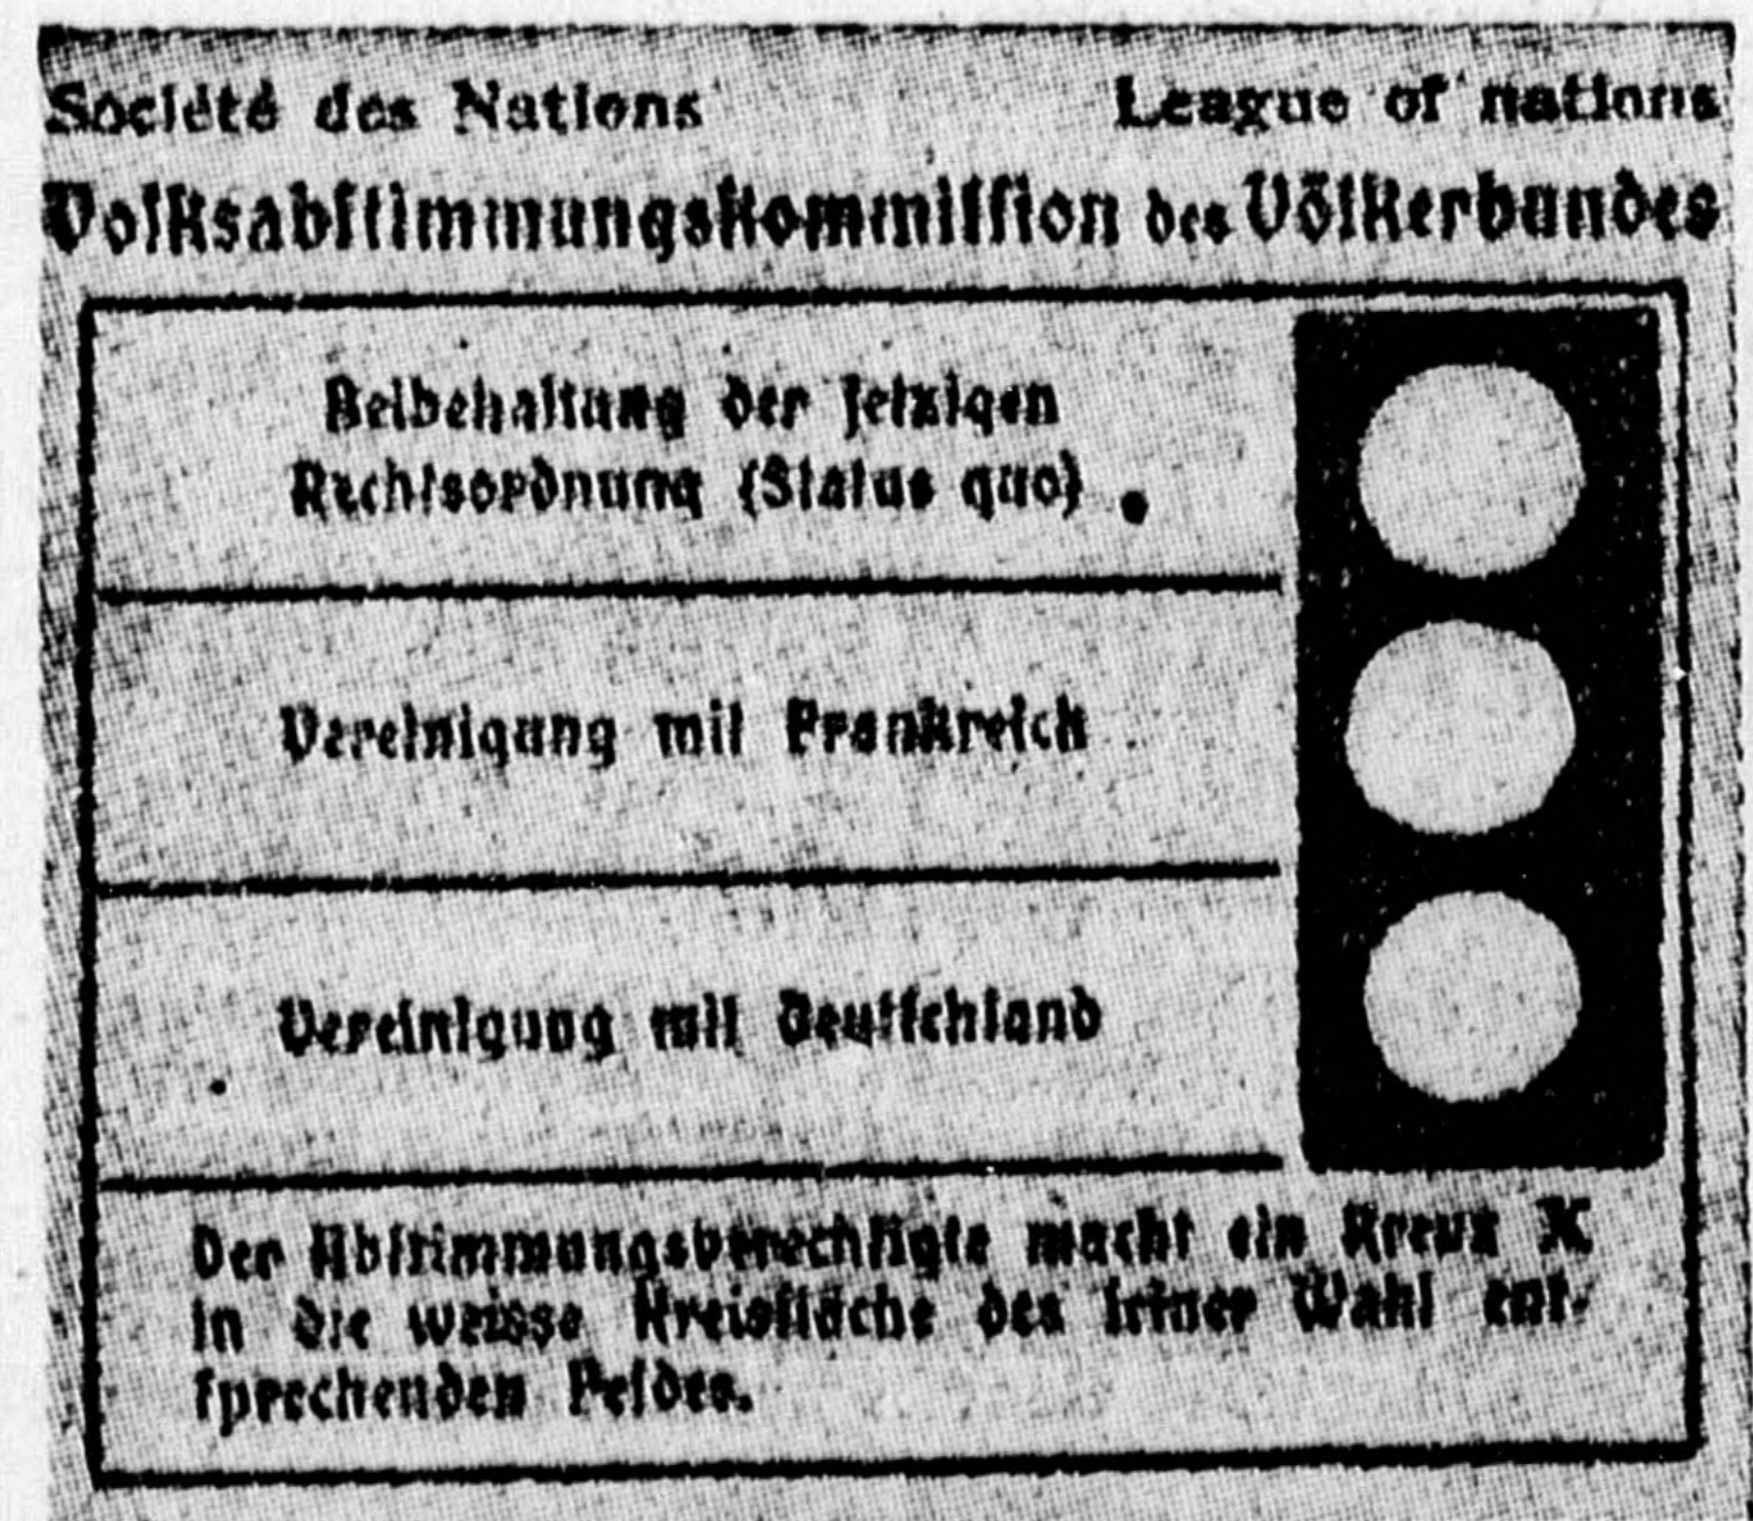 Société des Nations League of nations
Volksabstimmungskommission des Völkerbundes
Beibehaltung der jetzigen
Rechtsordnung (Status quo)
Vereinigung mit Frankreich
Vereinigung mit Deutschland
Der Abstimmungsberechtigte macht ein Kreuz X
in die weisse Kreisfläche des seiner Wahl ent-
sprechenden Feldes.